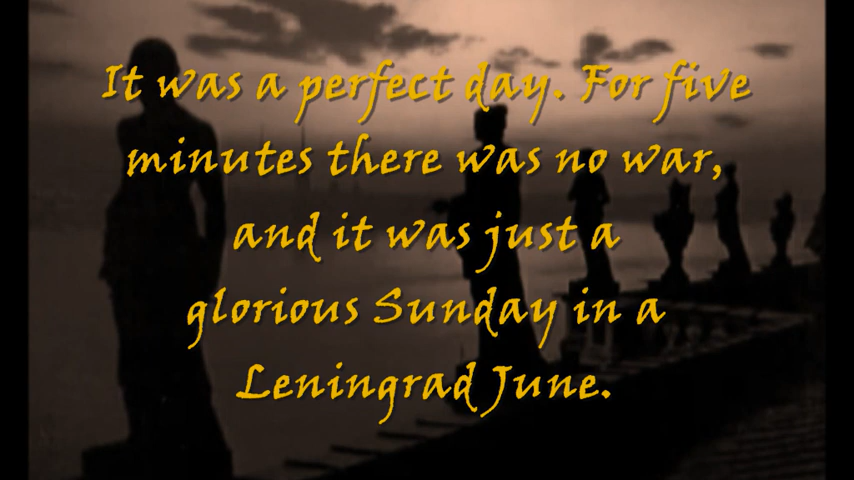 It was a perfect day. For five
minutes there was no war,
and it was just a
glorious Sunday in a
Leningrad June.